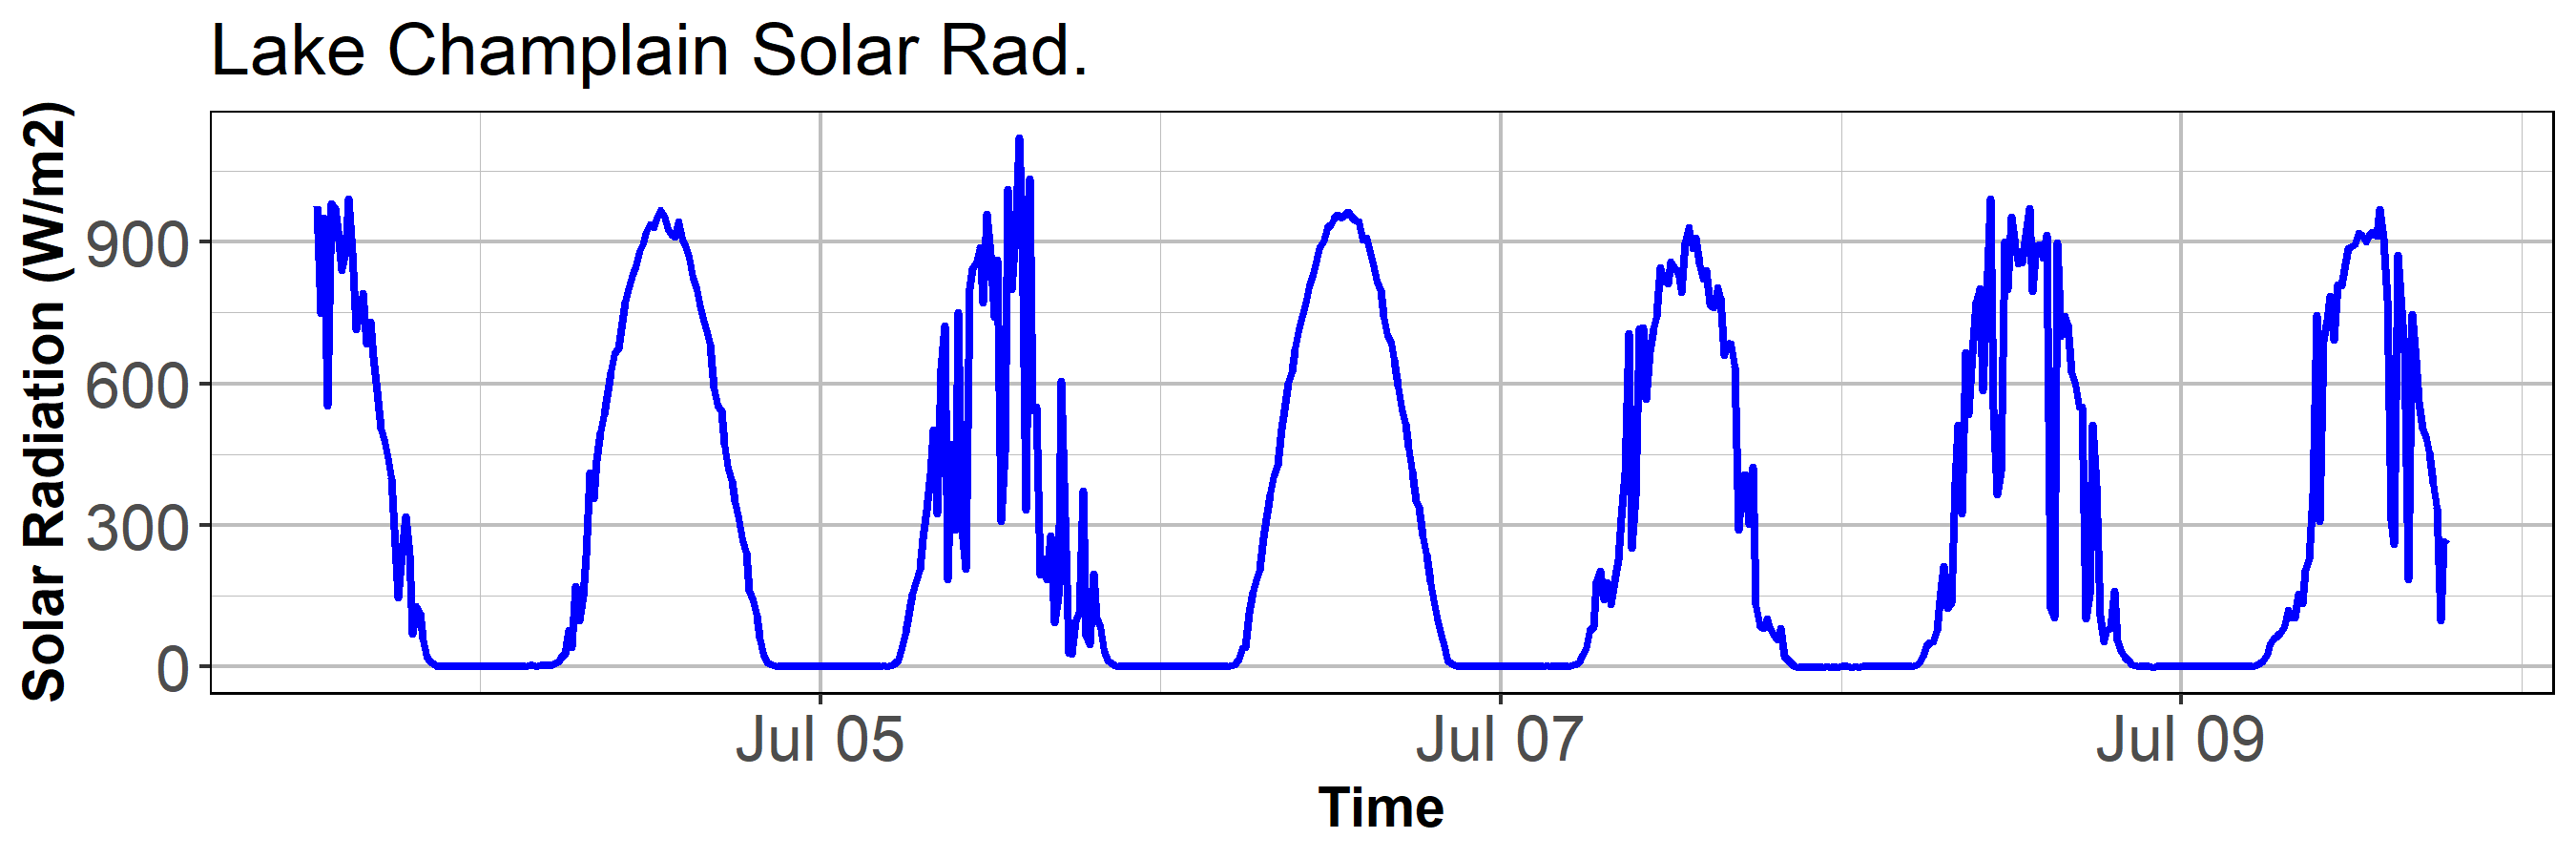 Lake Champlain Solar Rad.
Solar Radiation (W/m2)
900
600
300
0
Jul 05 Jul 07 Jul 09
Time